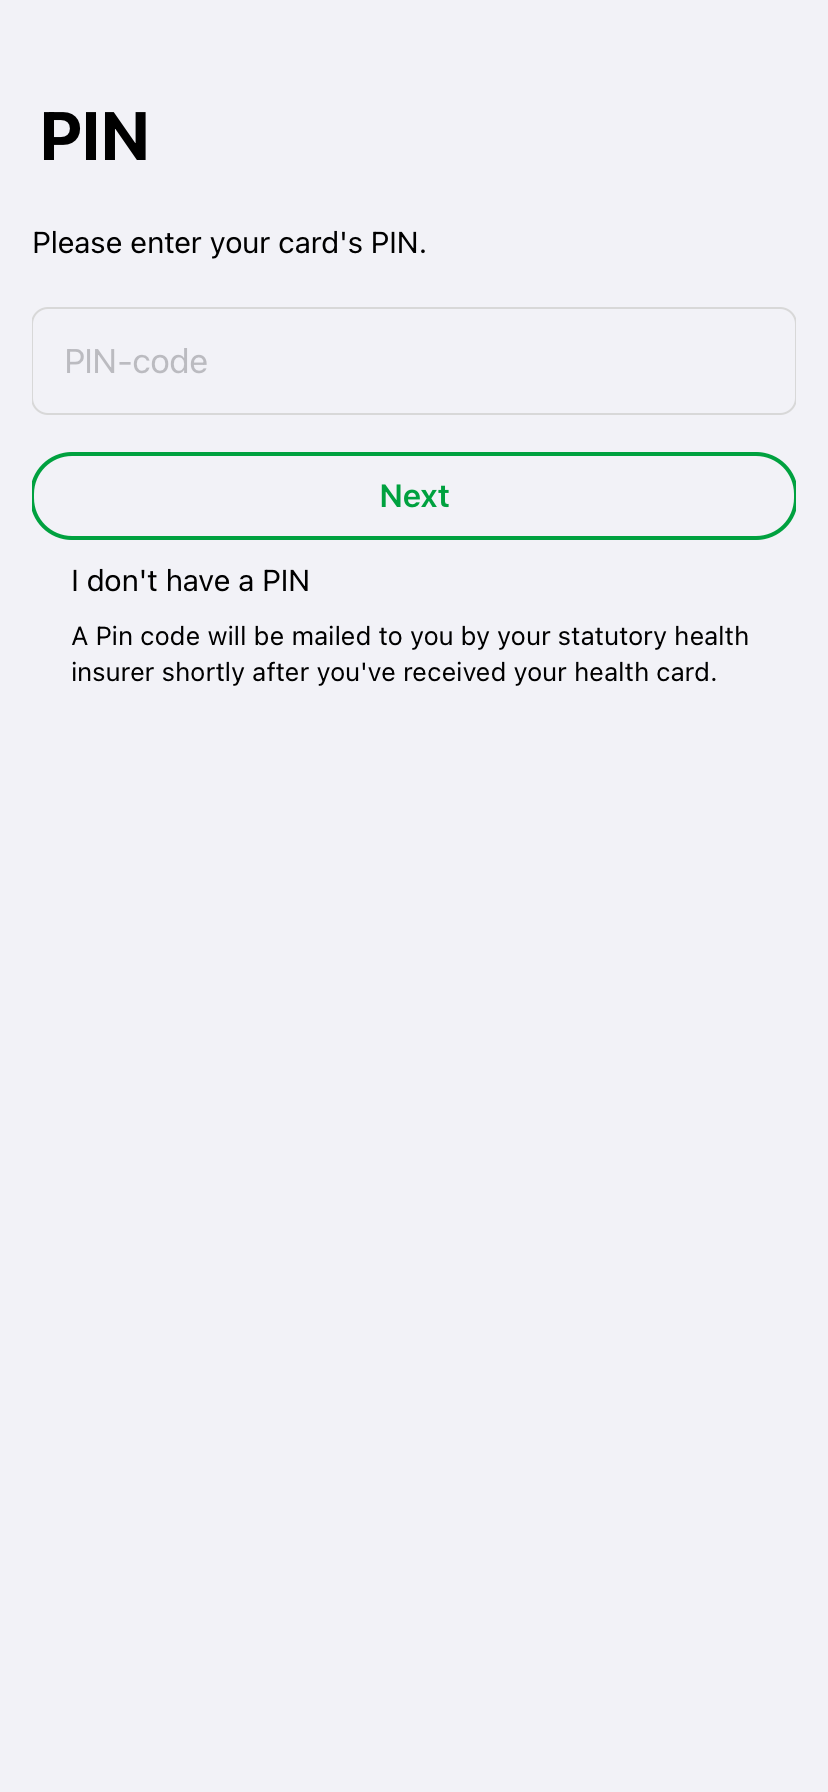 PIN
Please enter your card's PIN.
PIN-code
Next
I don't have a PIN
A Pin code will be mailed to you by your statutory health
insurer shortly after you've received your health card.